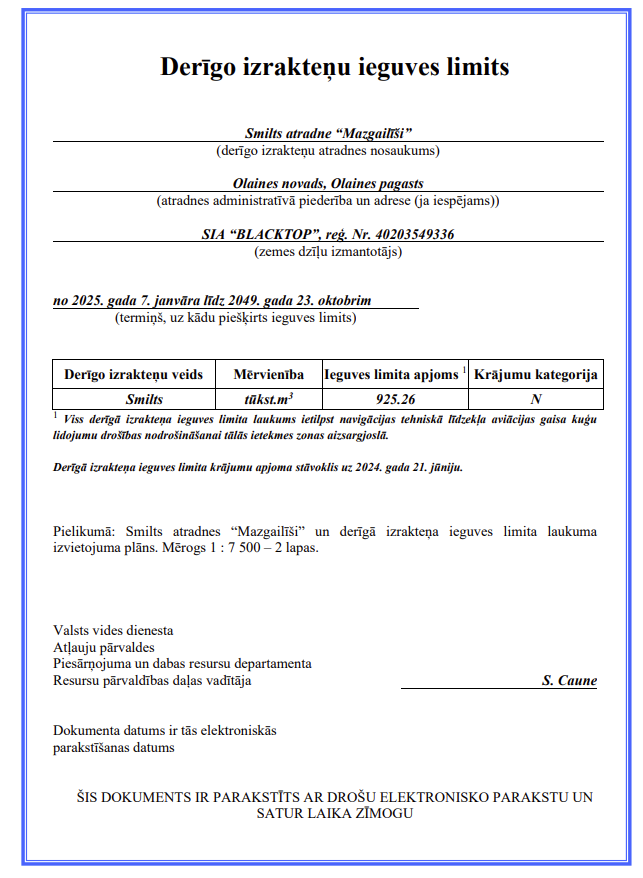 Derīgo izrakteņu ieguves limits
Smilts atradne “Mazgailīši”
(derīgo izrakteņu atradnes nosaukums)
Olaines novads, Olaines pagasts
(atradnes administratīvā piederība un adrese (ja iespējams))
SIA “BLACKTOP”, reģ. Nr. 40203549336
(zemes dzīļu izmantotājs)
no 2025. gada 7. janvāra līdz 2049. gada 23. oktobrim
(termiņš, uz kādu piešķirts ieguves limits)
Derīgo izrakteņu veids Mērvienība Ieguves limita apjoms ¹ Krājumu kategorija
Smilts tūkst.m³ 925.26 N
¹ Viss derīgā izrakteņa ieguves limita laukums ietilpst navigācijas tehniskā līdzekļa aviācijas gaisa kuģu
lidojumu drošības nodrošināšanai tālās ietekmes zonas aizsargjoslā.
Derīgā izrakteņa ieguves limita krājumu apjoma stāvoklis uz 2024. gada 21. jūniju.
Pielikumā: Smilts atradnes “Mazgailīši” un derīgā izrakteņa ieguves limita laukuma
izvietojuma plāns. Mērogs 1 : 7 500 – 2 lapas.
Valsts vides dienesta
Atļauju pārvaldes
Piesārņojuma un dabas resursu departamenta
Resursu pārvaldības daļas vadītāja S. Caune
Dokumenta datums ir tās elektroniskās
parakstīšanas datums
ŠIS DOKUMENTS IR PARAKSTĪTS AR DROŠU ELEKTRONISKO PARAKSTU UN
SATUR LAIKA ZĪMOGU